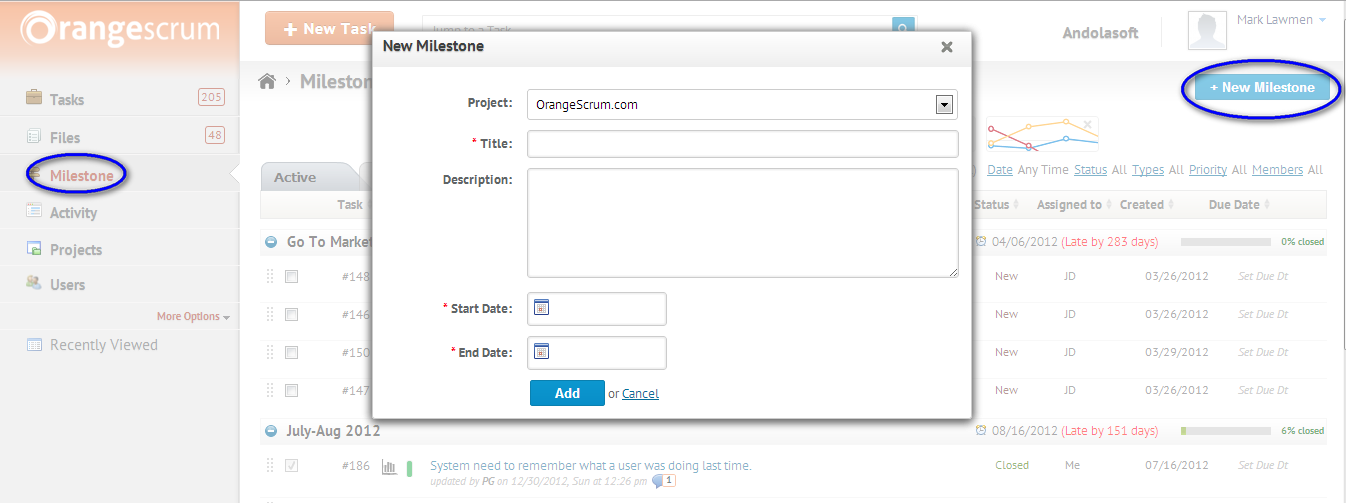 Orangescrum
+ New Task
Jump to a Task
Andolasoft
Mark Lawmen
Tasks 205
Files 48
Milestone
Activity
Projects
Users
More Options
Recently Viewed
› Mileston
+ New Milestone
New Milestone
Project: OrangeScrum.com
* Title:
Description:
* Start Date:
* End Date:
Add or Cancel
) Date Any Time Status All Types All Priority All Members All
Active
Task Status Assigned to Created Due Date
Go To Market 04/06/2012 (Late by 283 days) 0% closed
#148 New JD 03/26/2012 Set Due Dt
#146 New JD 03/26/2012 Set Due Dt
#150 New JD 03/29/2012 Set Due Dt
#147 New JD 03/26/2012 Set Due Dt
July-Aug 2012 08/16/2012 (Late by 151 days) 6% closed
#186 System need to remember what a user was doing last time. Closed Me 07/16/2012 Set Due Dt
updated by PG on 12/30/2012, Sun at 12:26 pm 1